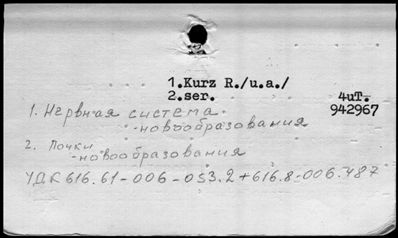 1.Kurz R./u.a./
2.ser.
4uT.
942967
1. Нервная система -
-новообразования
2. Почки -
-новообразования
УДК 616.61-006-053.2+616.8-006.487